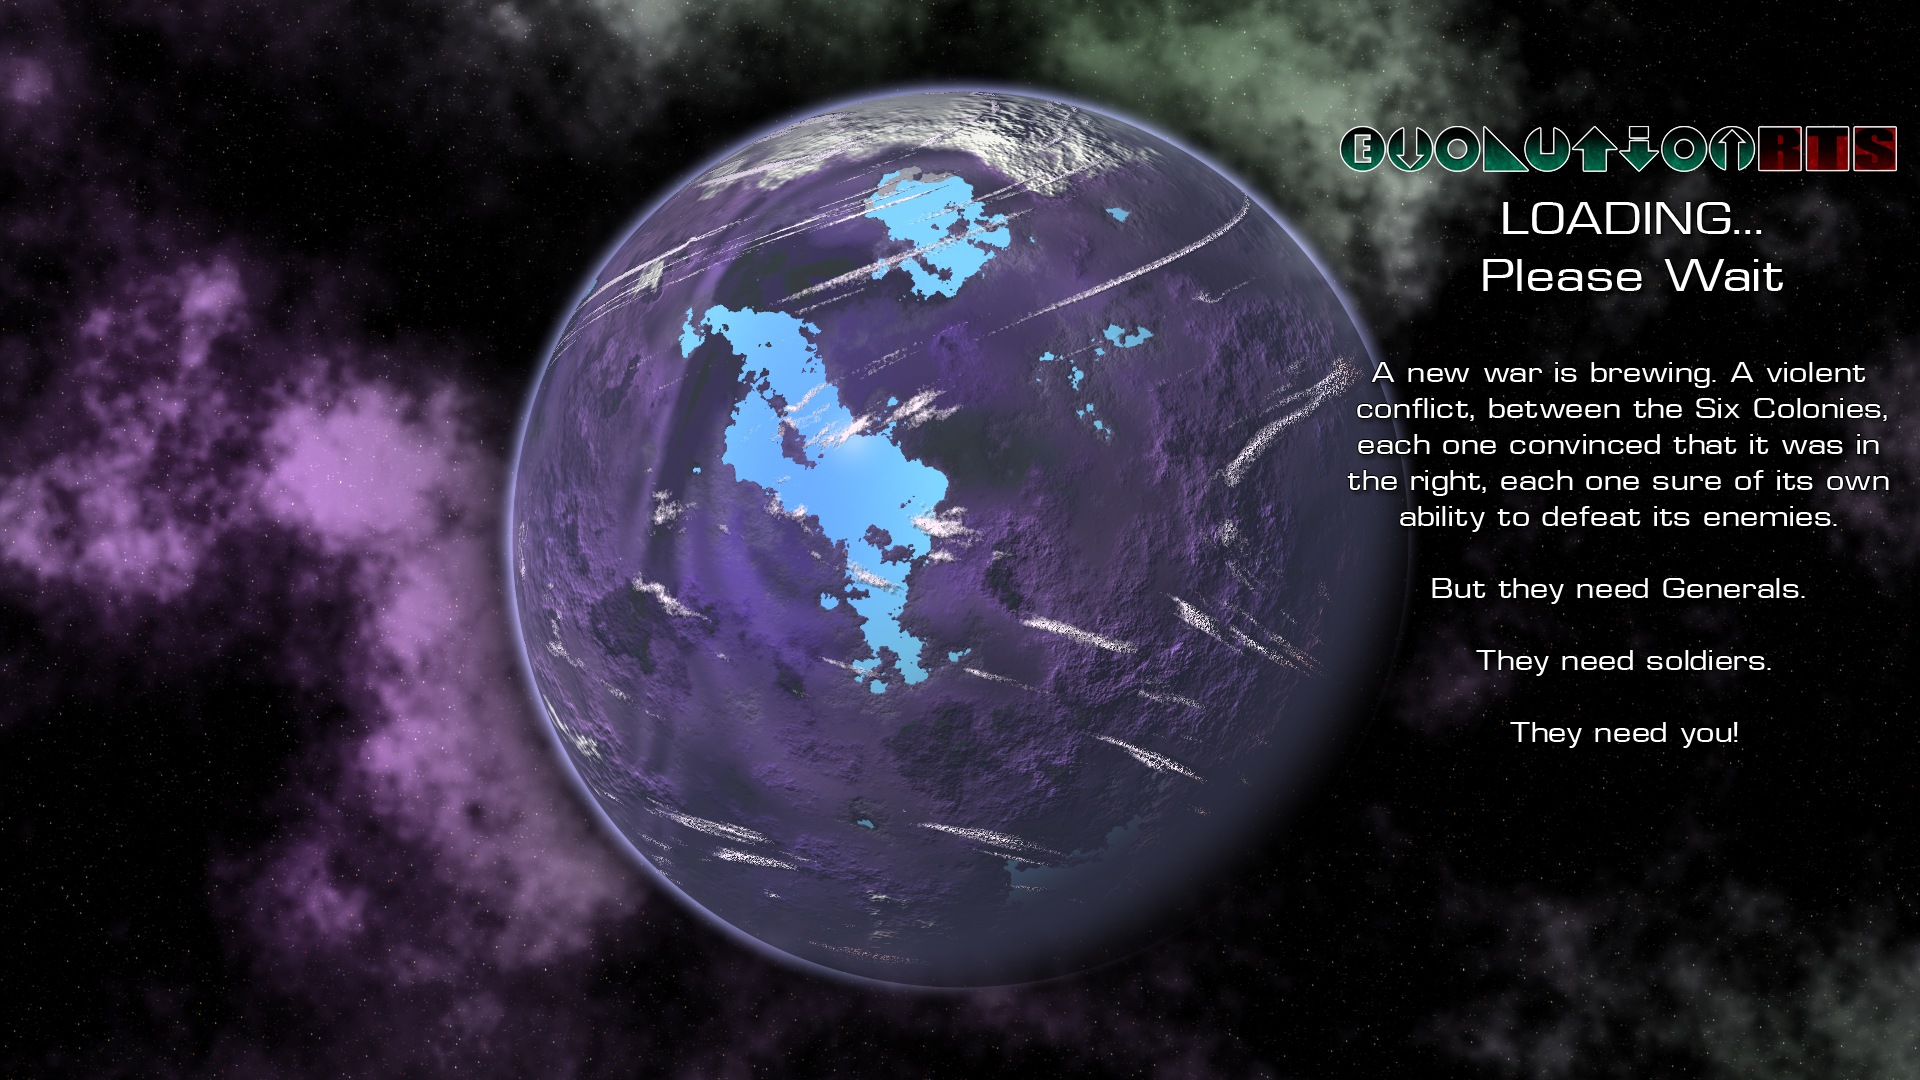 EVOLUTION RTS
LOADING...
Please Wait
A new war is brewing. A violent
conflict, between the Six Colonies,
each one convinced that it was in
the right, each one sure of its own
ability to defeat its enemies.
But they need Generals.
They need soldiers.
They need you!